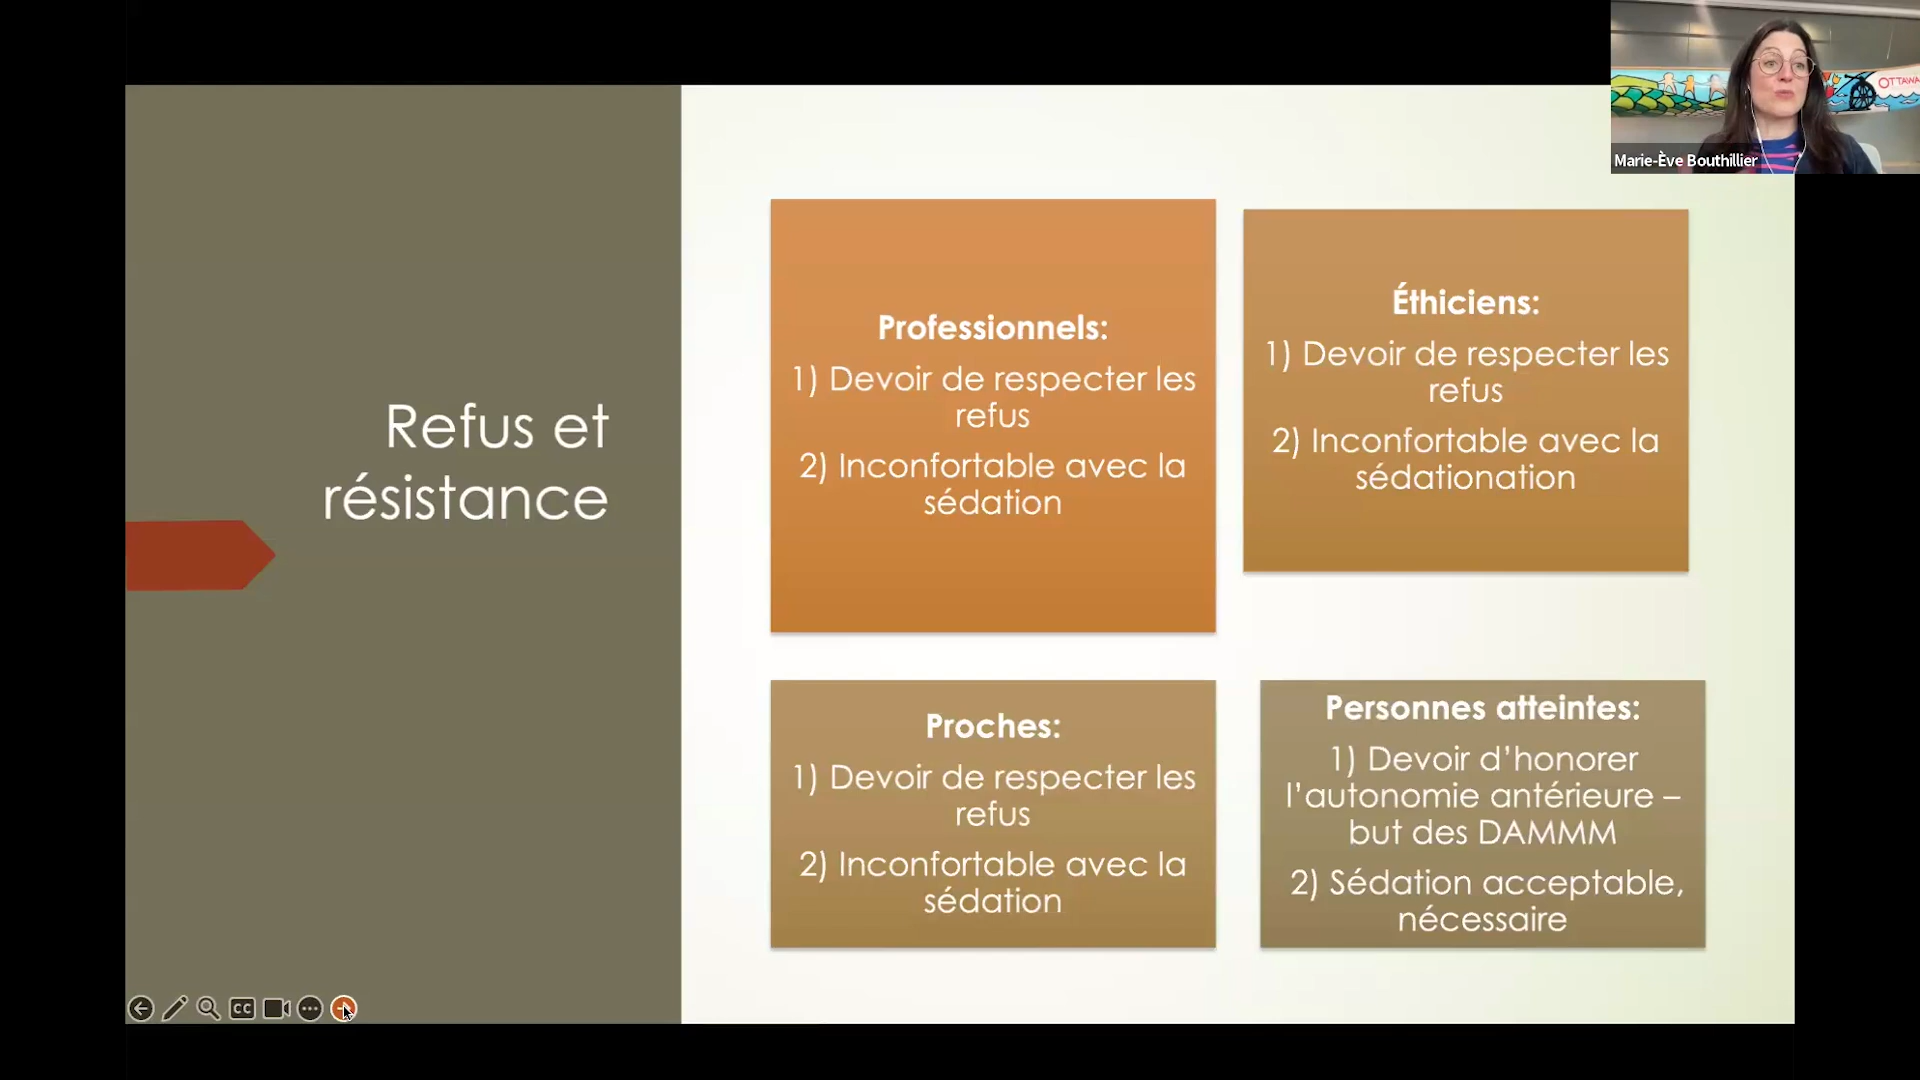 OTTAWA
Marie-Ève Bouthillier
Refus et
résistance
Professionnels:
1) Devoir de respecter les
refus
2) Inconfortable avec la
sédation
Éthiciens:
1) Devoir de respecter les
refus
2) Inconfortable avec la
sédationation
Proches:
1) Devoir de respecter les
refus
2) Inconfortable avec la
sédation
Personnes atteintes:
1) Devoir d’honorer
l’autonomie antérieure –
but des DAMMM
2) Sédation acceptable,
nécessaire
CC